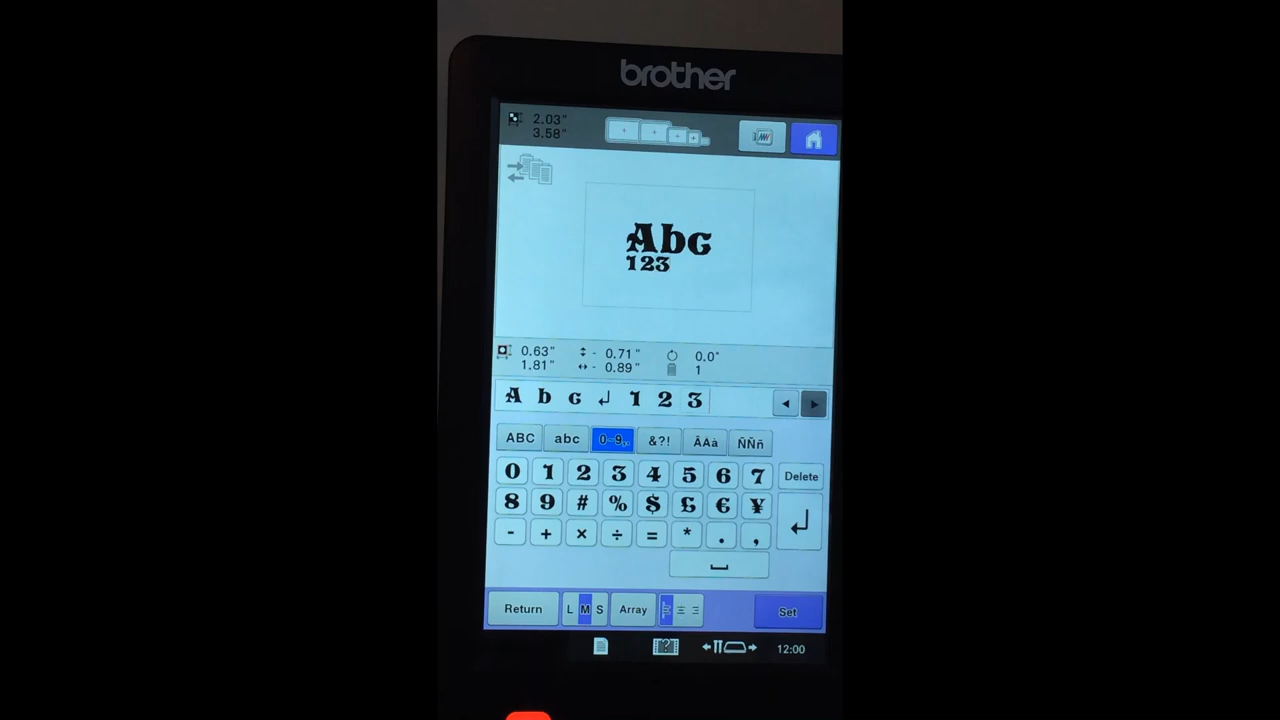 brother
2.03"
3.58"
Abc
123
0.63" - 0.71" 0.0°
1.81" - 0.89" 1
A b c ↵ 1 2 3
ABC abc 0~9,. &?! ÂAà ÑÑñ
0 1 2 3 4 5 6 7 Delete
8 9 # % $ £ € ¥
- + × ÷ = * . ,
Return L M S Array Set
12:00